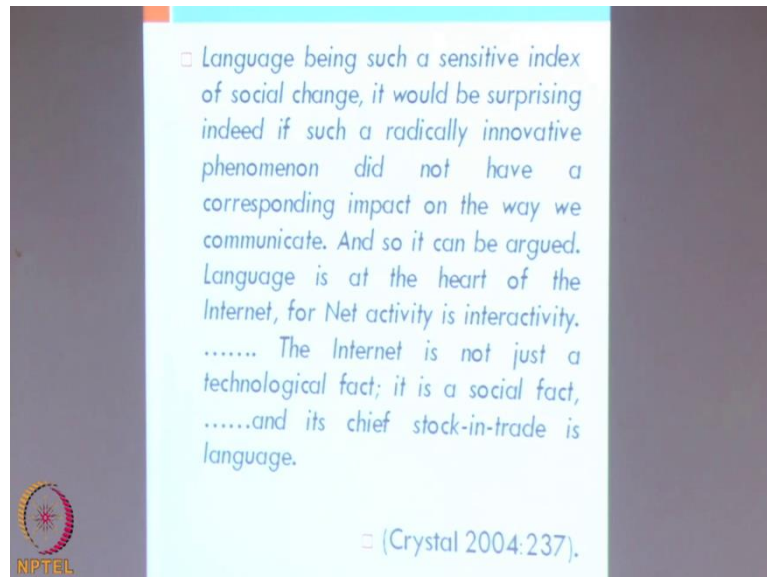 Language being such a sensitive index
of social change, it would be surprising
indeed if such a radically innovative
phenomenon did not have a
corresponding impact on the way we
communicate. And so it can be argued.
Language is at the heart of the
Internet, for Net activity is interactivity.
....... The Internet is not just a
technological fact; it is a social fact,
......and its chief stock-in-trade is
language.
(Crystal 2004:237).
NPTEL